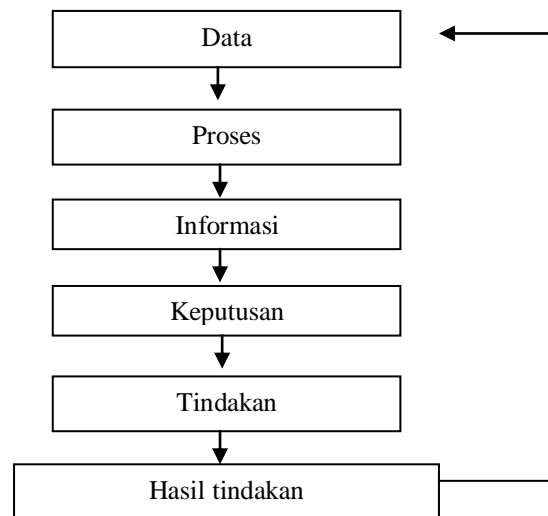 Data
Proses
Informasi
Keputusan
Tindakan
Hasil tindakan